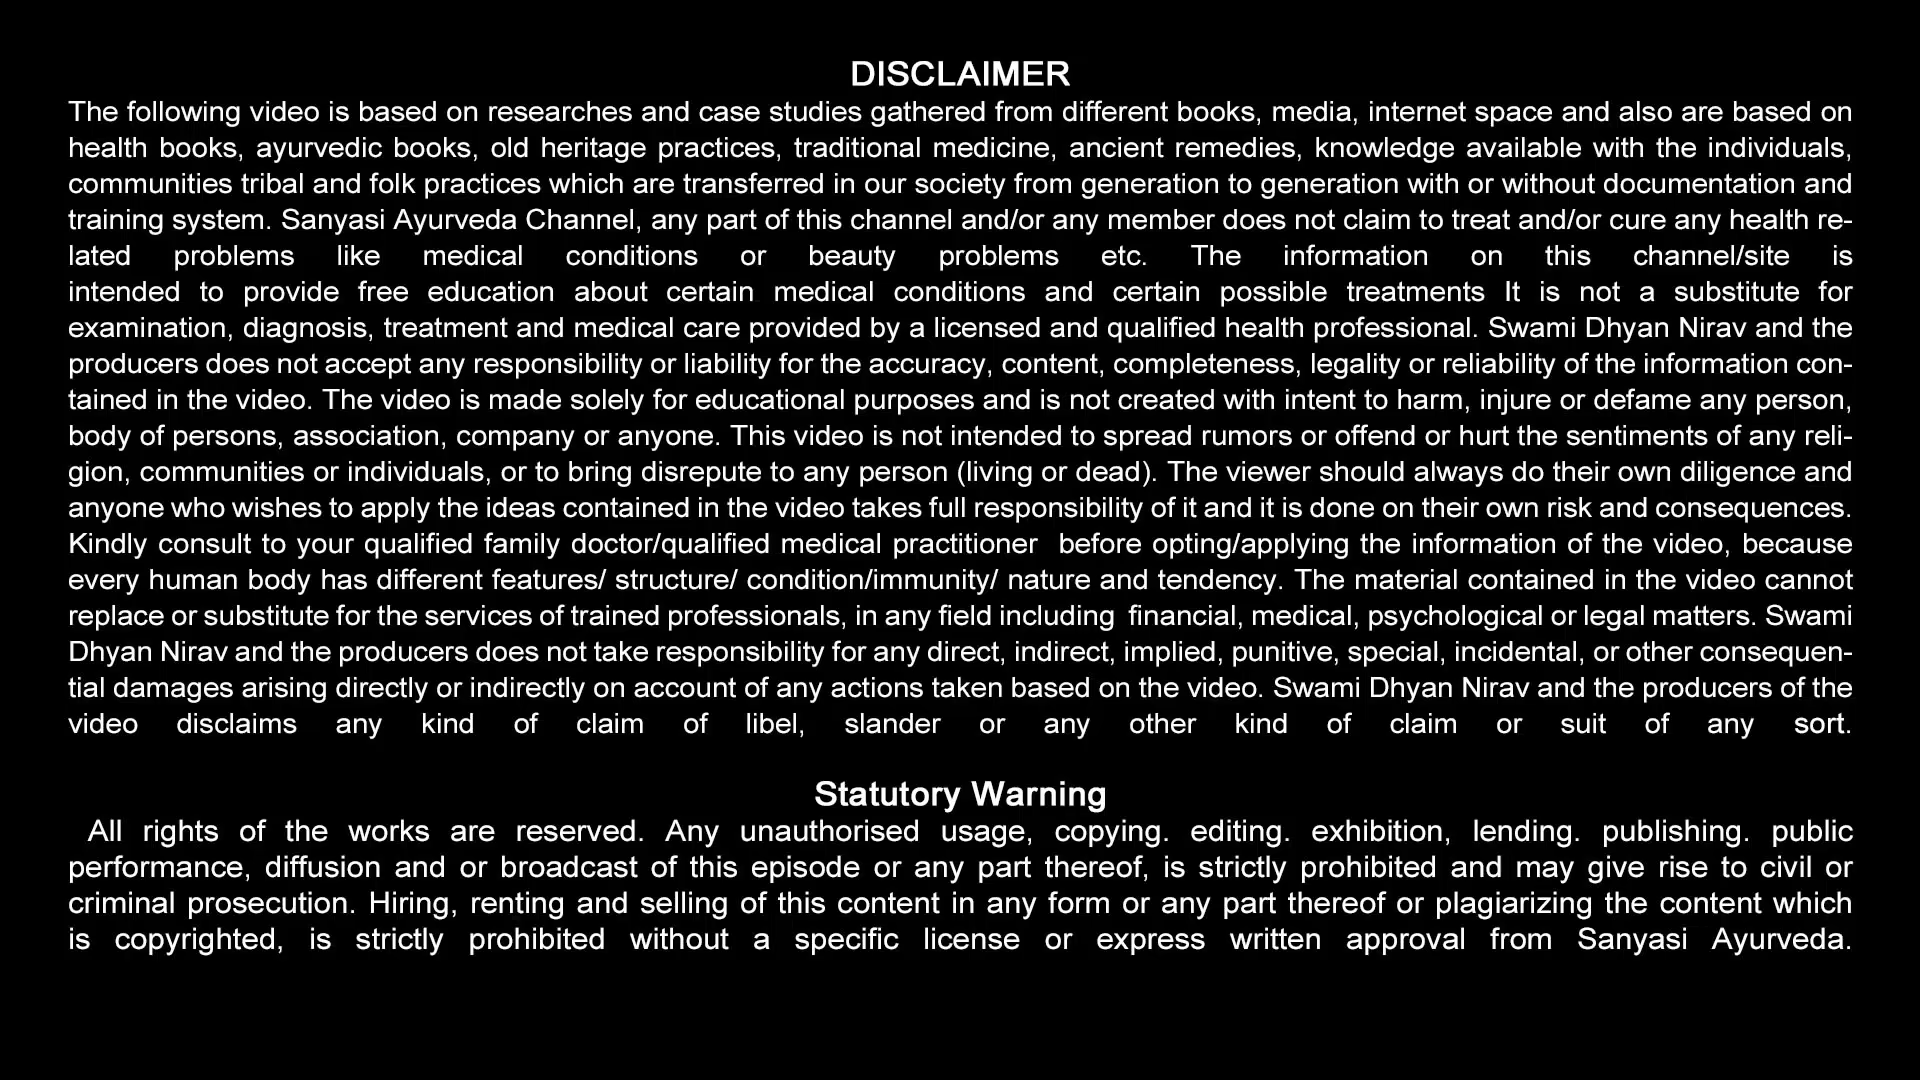 DISCLAIMER
The following video is based on researches and case studies gathered from different books, media, internet space and also are based on
health books, ayurvedic books, old heritage practices, traditional medicine, ancient remedies, knowledge available with the individuals,
communities tribal and folk practices which are transferred in our society from generation to generation with or without documentation and
training system. Sanyasi Ayurveda Channel, any part of this channel and/or any member does not claim to treat and/or cure any health re-
lated problems like medical conditions or beauty problems etc. The information on this channel/site is
intended to provide free education about certain medical conditions and certain possible treatments It is not a substitute for
examination, diagnosis, treatment and medical care provided by a licensed and qualified health professional. Swami Dhyan Nirav and the
producers does not accept any responsibility or liability for the accuracy, content, completeness, legality or reliability of the information con-
tained in the video. The video is made solely for educational purposes and is not created with intent to harm, injure or defame any person,
body of persons, association, company or anyone. This video is not intended to spread rumors or offend or hurt the sentiments of any reli-
gion, communities or individuals, or to bring disrepute to any person (living or dead). The viewer should always do their own diligence and
anyone who wishes to apply the ideas contained in the video takes full responsibility of it and it is done on their own risk and consequences.
Kindly consult to your qualified family doctor/qualified medical practitioner before opting/applying the information of the video, because
every human body has different features/ structure/ condition/immunity/ nature and tendency. The material contained in the video cannot
replace or substitute for the services of trained professionals, in any field including financial, medical, psychological or legal matters. Swami
Dhyan Nirav and the producers does not take responsibility for any direct, indirect, implied, punitive, special, incidental, or other consequen-
tial damages arising directly or indirectly on account of any actions taken based on the video. Swami Dhyan Nirav and the producers of the
video disclaims any kind of claim of libel, slander or any other kind of claim or suit of any sort.
Statutory Warning
All rights of the works are reserved. Any unauthorised usage, copying. editing. exhibition, lending. publishing. public
performance, diffusion and or broadcast of this episode or any part thereof, is strictly prohibited and may give rise to civil or
criminal prosecution. Hiring, renting and selling of this content in any form or any part thereof or plagiarizing the content which
is copyrighted, is strictly prohibited without a specific license or express written approval from Sanyasi Ayurveda.